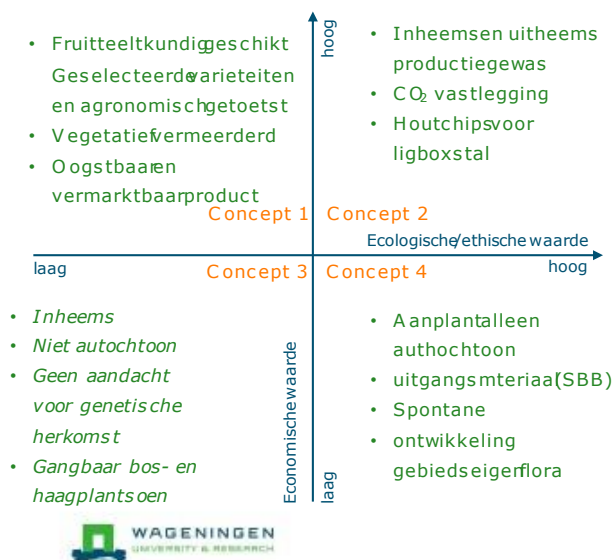 • Fruitteeltkundig geschikt
Geselecteerde varieteiten
en agronomisch getoetst
• Vegetatief vermeerderd
• Oogstbaar en
vermarktbaar product
hoog
• Inheems en uitheems
productiegewas
• CO₂ vastlegging
• Houtchips voor
ligboxstal
Concept 1
Concept 2
Ecologische/ethische waarde
laag
hoog
Concept 3
Concept 4
• Inheems
• Niet autochtoon
• Geen aandacht
voor genetische
herkomst
• Gangbaar bos- en
haagplantsoen
Economische waarde
laag
• Aanplant alleen
authochtoon
• uitgangsmteriaal (SBB)
• Spontane
• ontwikkeling
gebiedseigen flora
WAGENINGEN
UNIVERSITY & RESEARCH